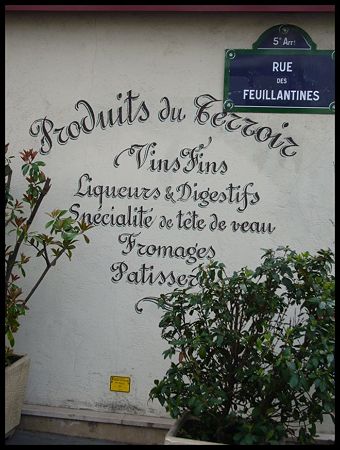 5e Arrt
RUE
DES
FEUILLANTINES
Produits du Terroir
Vins Fins
Liqueurs & Digestifs
Spécialité de tête de veau
Fromages